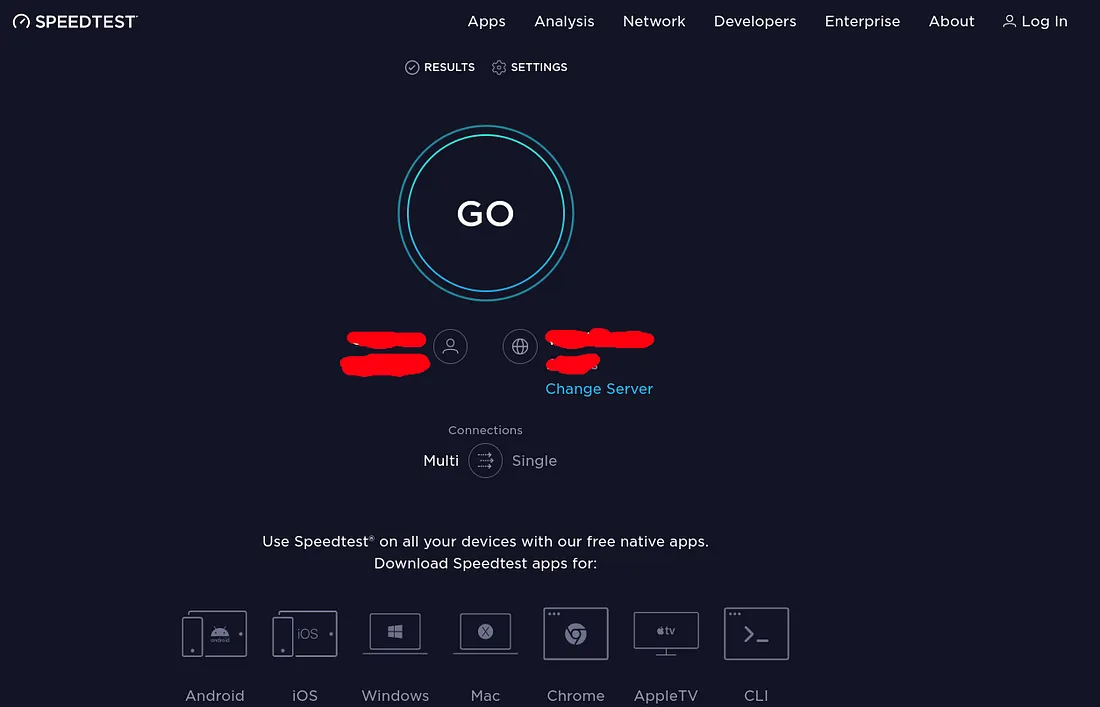 SPEEDTEST
Apps Analysis Network Developers Enterprise About Log In
RESULTS SETTINGS
GO
Change Server
Connections
Multi Single
Use Speedtest® on all your devices with our free native apps.
Download Speedtest apps for:
android iOS tv
Android iOS Windows Mac Chrome AppleTV CLI